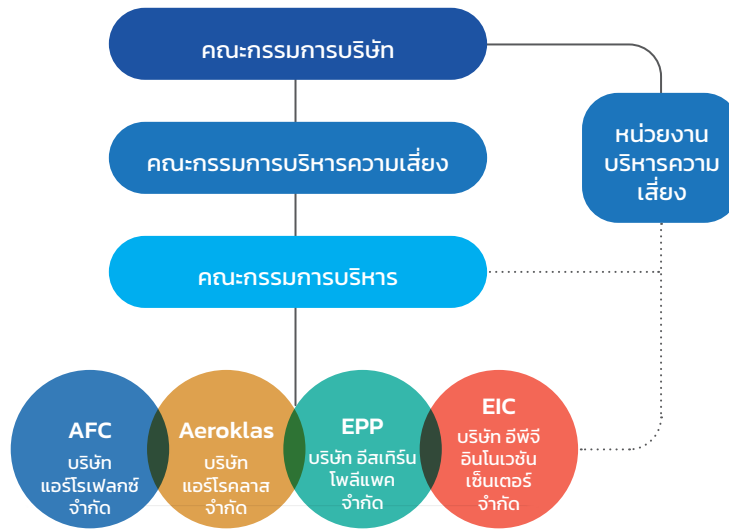 คณะกรรมการบริษัท
หน่วยงาน
บริหารความ
เสี่ยง
คณะกรรมการบริหารความเสี่ยง
คณะกรรมการบริหาร
AFC
บริษัท
แอร์โรเฟลกซ์
จำกัด
Aeroklas
บริษัท
แอร์โรคลาส
จำกัด
EPP
บริษัท อีสเทิร์น
โพลีแพค
จำกัด
EIC
บริษัท อีพีจี
อินโนเวชัน
เซ็นเตอร์
จำกัด